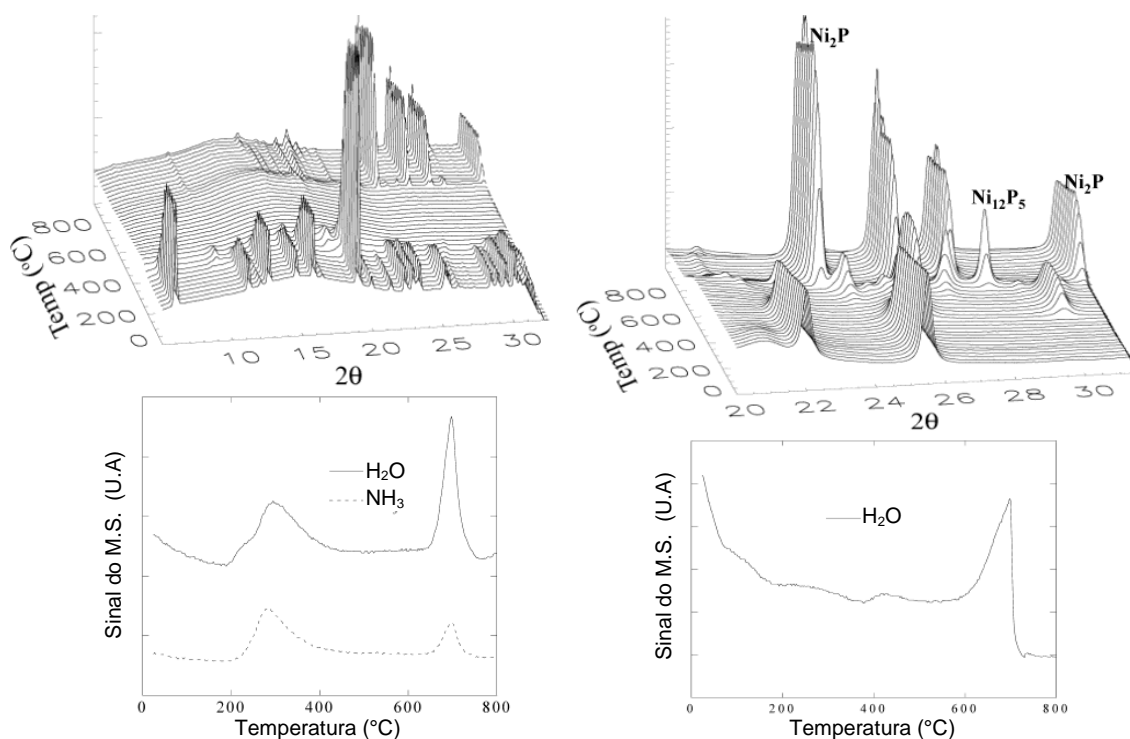 Ni₂P
Ni₁₂P₅
Ni₂P
Temp (°C)
800
600
400
200
0
10 15 20 25 30
2θ
Temp (°C)
800
600
400
200
0
20 22 24 26 28 30
2θ
Sinal do M.S. (U.A)
H₂O
NH₃
0 200 400 600 800
Temperatura (°C)
Sinal do M.S. (U.A)
H₂O
0 200 400 600 800
Temperatura (°C)